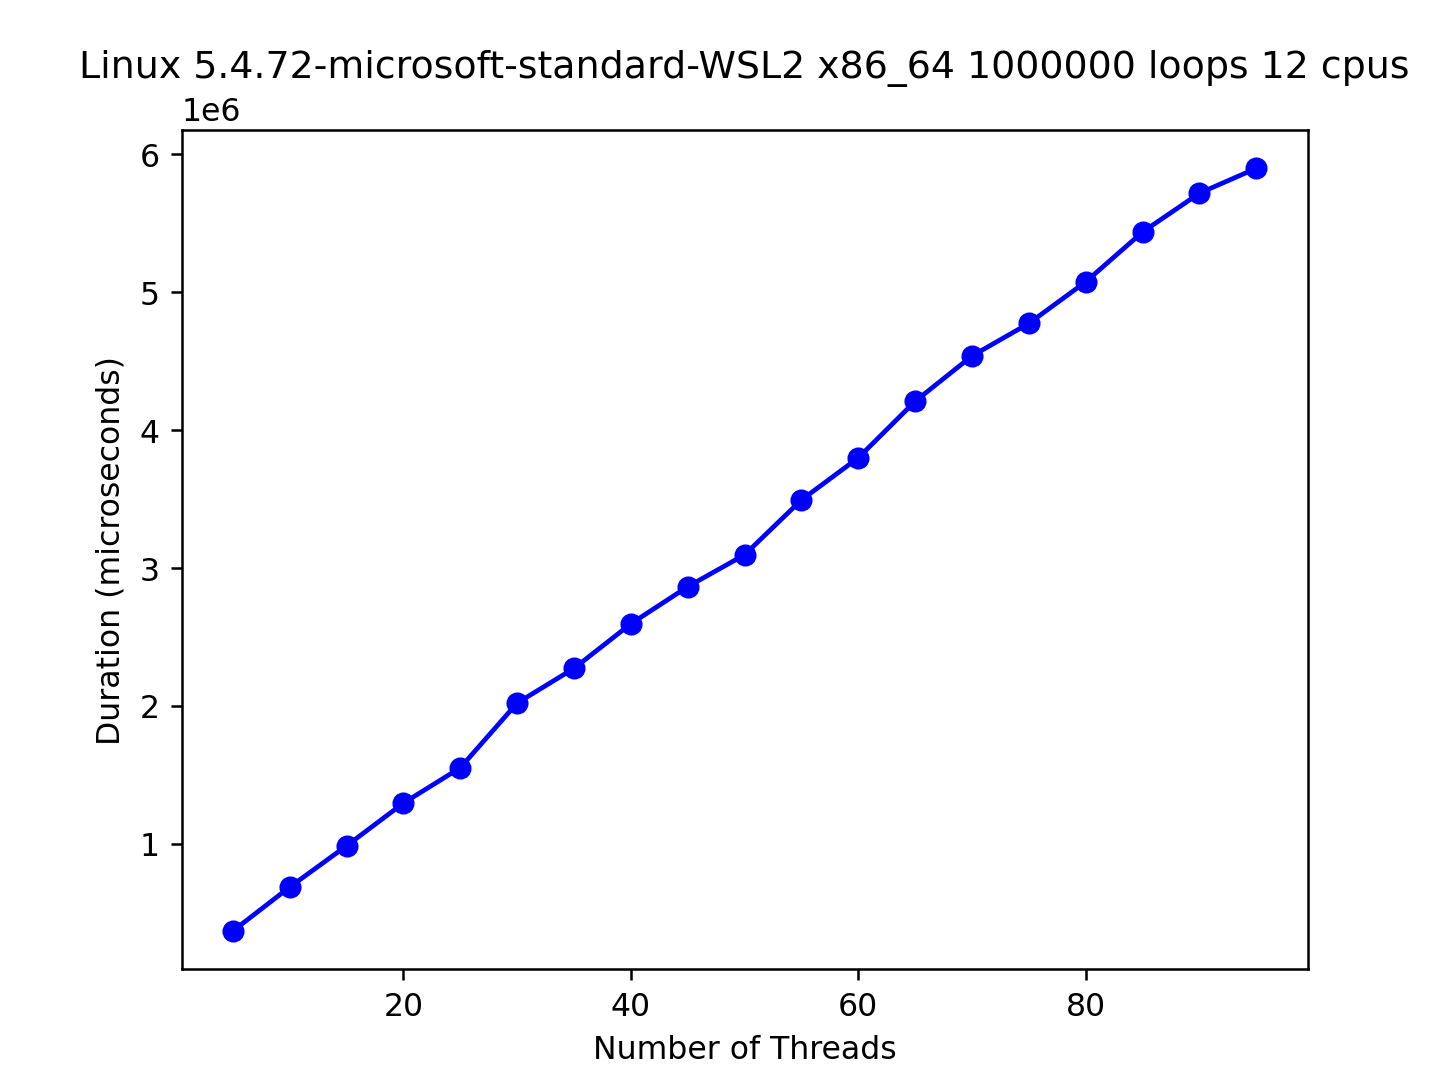 Linux 5.4.72-microsoft-standard-WSL2 x86_64 1000000 loops 12 cpus
1e6
6
5
4
3
2
1
Duration (microseconds)
20 40 60 80
Number of Threads